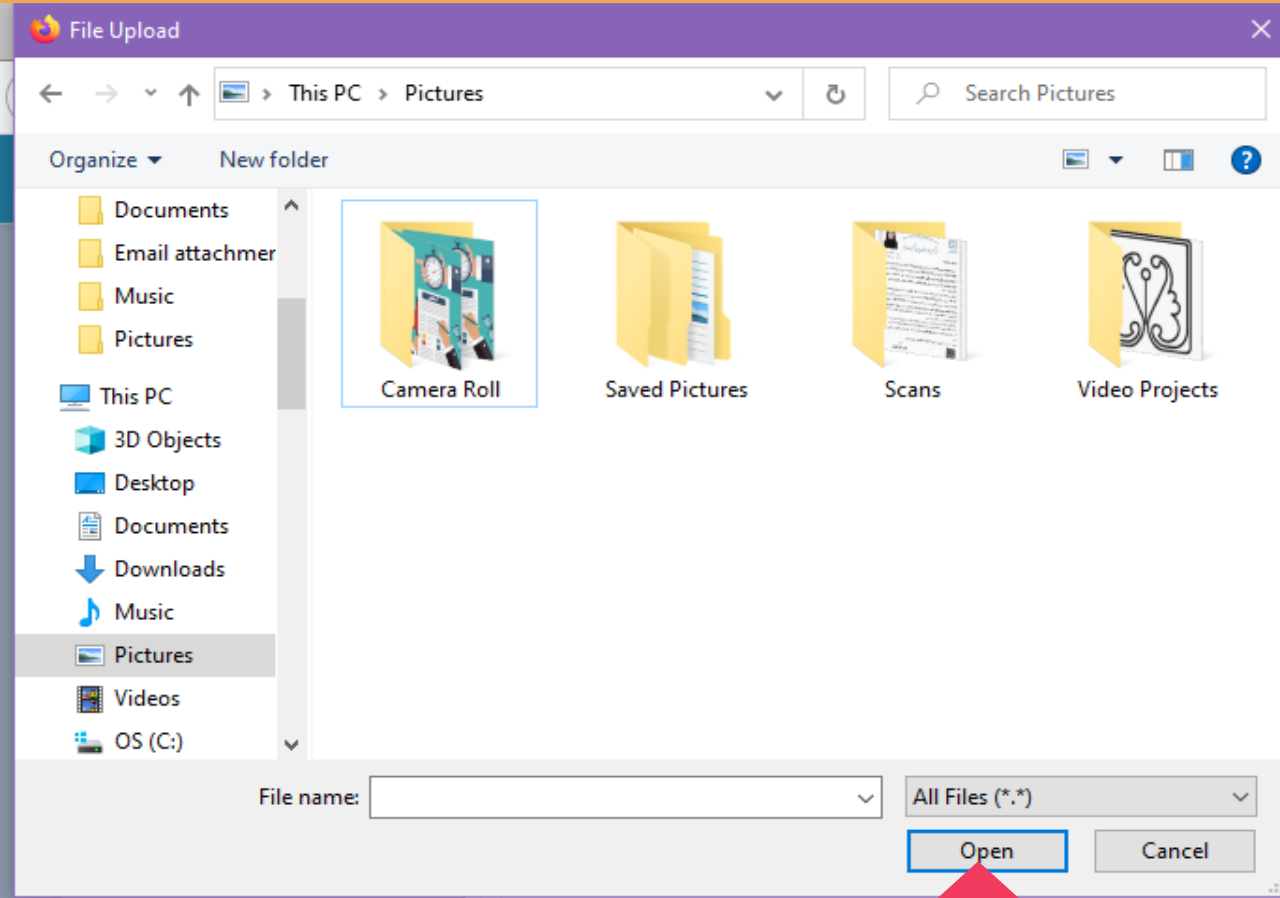 File Upload
This PC > Pictures
Search Pictures
Organize
New folder
Documents
Email attachmer
Music
Pictures
This PC
3D Objects
Desktop
Documents
Downloads
Music
Pictures
Videos
OS (C:)
Camera Roll
Saved Pictures
Scans
Video Projects
File name:
All Files (*.*)
Open
Cancel